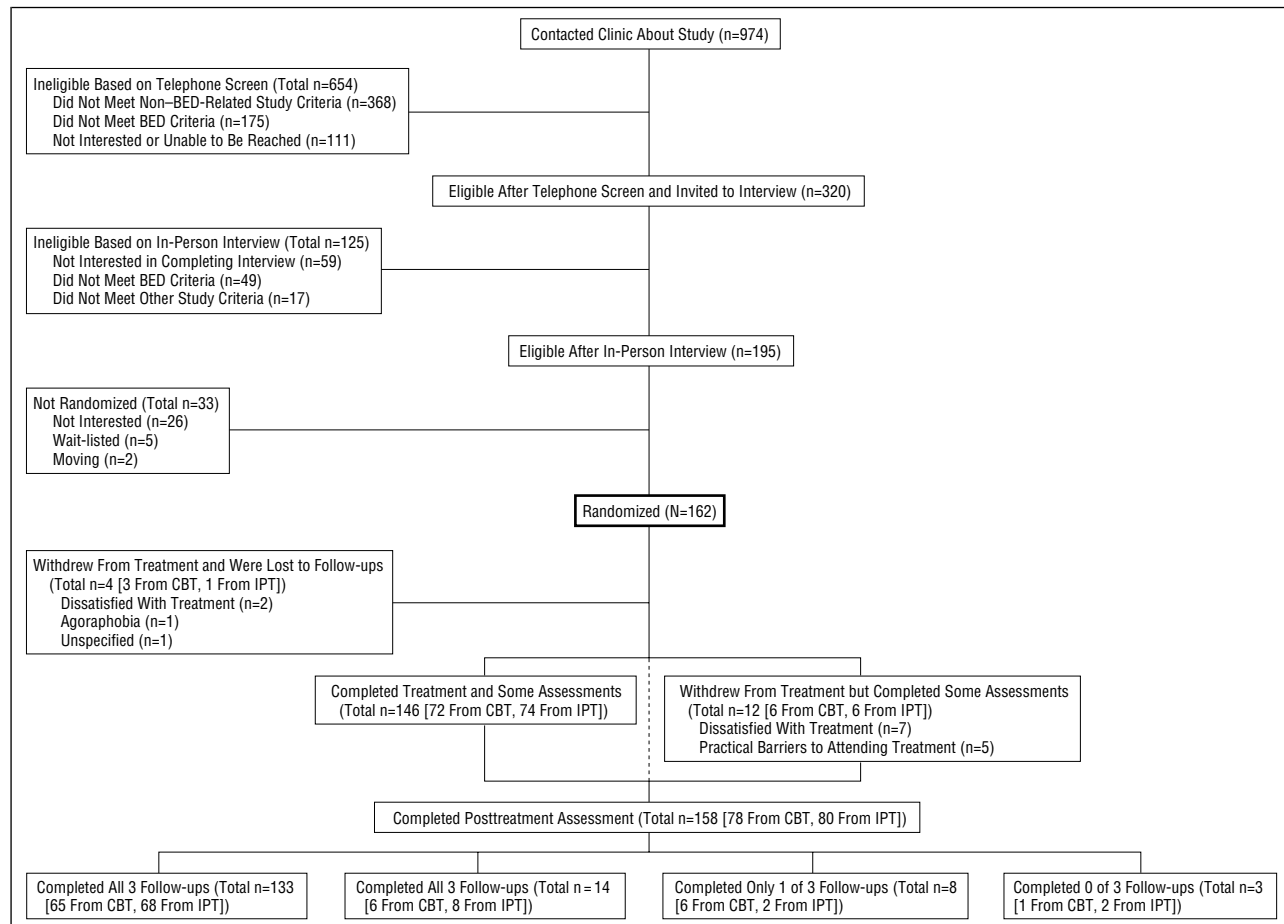 Contacted Clinic About Study (n=974)
Ineligible Based on Telephone Screen (Total n=654)
Did Not Meet Non–BED-Related Study Criteria (n=368)
Did Not Meet BED Criteria (n=175)
Not Interested or Unable to Be Reached (n=111)
Eligible After Telephone Screen and Invited to Interview (n=320)
Ineligible Based on In-Person Interview (Total n=125)
Not Interested in Completing Interview (n=59)
Did Not Meet BED Criteria (n=49)
Did Not Meet Other Study Criteria (n=17)
Eligible After In-Person Interview (n=195)
Not Randomized (Total n=33)
Not Interested (n=26)
Wait-listed (n=5)
Moving (n=2)
Randomized (N=162)
Withdrew From Treatment and Were Lost to Follow-ups
(Total n=4 [3 From CBT, 1 From IPT])
Dissatisfied With Treatment (n=2)
Agoraphobia (n=1)
Unspecified (n=1)
Completed Treatment and Some Assessments
(Total n=146 [72 From CBT, 74 From IPT])
Withdrew From Treatment but Completed Some Assessments
(Total n=12 [6 From CBT, 6 From IPT])
Dissatisfied With Treatment (n=7)
Practical Barriers to Attending Treatment (n=5)
Completed Posttreatment Assessment (Total n=158 [78 From CBT, 80 From IPT])
Completed All 3 Follow-ups (Total n=133
[65 From CBT, 68 From IPT])
Completed All 3 Follow-ups (Total n=14
[6 From CBT, 8 From IPT])
Completed Only 1 of 3 Follow-ups (Total n=8
[6 From CBT, 2 From IPT])
Completed 0 of 3 Follow-ups (Total n=3
[1 From CBT, 2 From IPT])